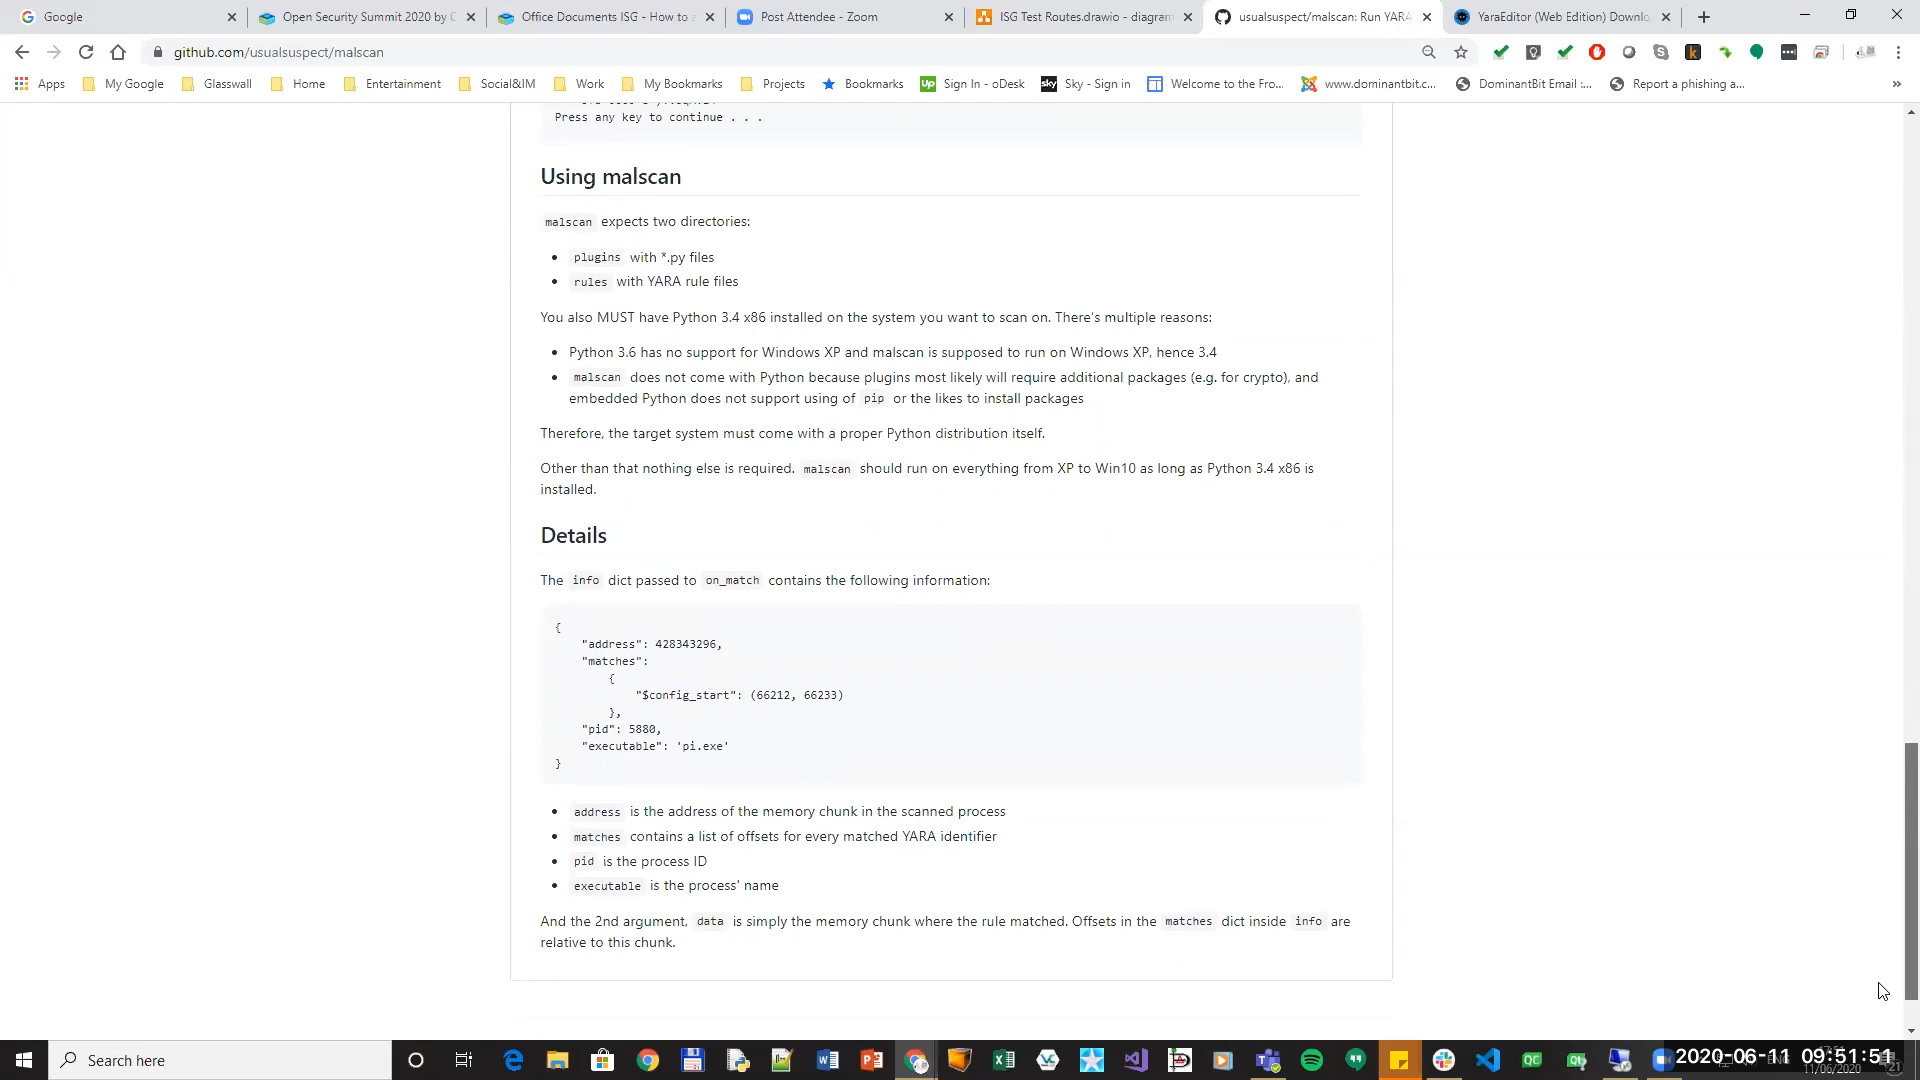 Google
Open Security Summit 2020 by C
Office Documents ISG - How to a
Post Attendee - Zoom
ISG Test Routes.drawio - diagram
usualsuspect/malscan: Run YARA
YaraEditor (Web Edition) Downlo
github.com/usualsuspect/malscan
Apps
My Google
Glasswall
Home
Entertainment
Social&IM
Work
My Bookmarks
Projects
Bookmarks
Up Sign In - oDesk
sky Sky - Sign in
Welcome to the Fro...
www.dominantbit.c...
DominantBit Email :...
Report a phishing a...
»
Press any key to continue . . .
Using malscan
malscan expects two directories:
• plugins with *.py files
• rules with YARA rule files
You also MUST have Python 3.4 x86 installed on the system you want to scan on. There's multiple reasons:
• Python 3.6 has no support for Windows XP and malscan is supposed to run on Windows XP, hence 3.4
• malscan does not come with Python because plugins most likely will require additional packages (e.g. for crypto), and
embedded Python does not support using of pip or the likes to install packages
Therefore, the target system must come with a proper Python distribution itself.
Other than that nothing else is required. malscan should run on everything from XP to Win10 as long as Python 3.4 x86 is
installed.
Details
The info dict passed to on_match contains the following information:
{
"address": 428343296,
"matches":
{
"$config_start": (66212, 66233)
},
"pid": 5880,
"executable": 'pi.exe'
}
• address is the address of the memory chunk in the scanned process
• matches contains a list of offsets for every matched YARA identifier
• pid is the process ID
• executable is the process' name
And the 2nd argument, data is simply the memory chunk where the rule matched. Offsets in the matches dict inside info are
relative to this chunk.
Search here
2020-06-11 09:51:51
11/06/2020